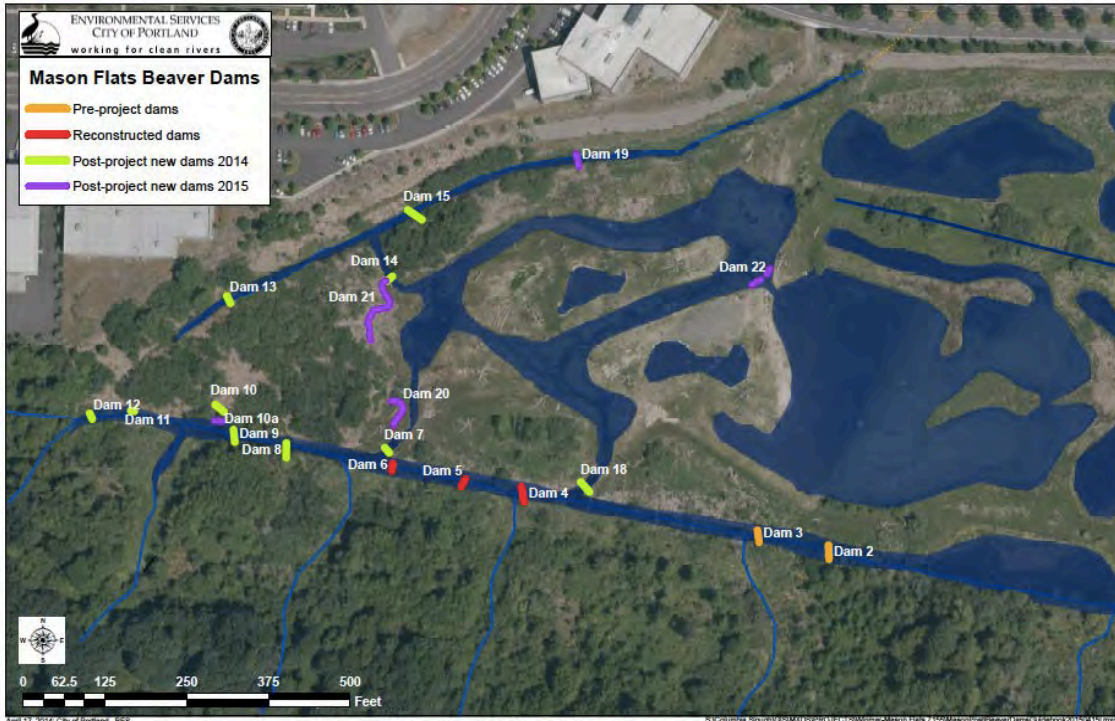 ENVIRONMENTAL SERVICES
CITY OF PORTLAND
working for clean rivers
Mason Flats Beaver Dams
Pre-project dams
Reconstructed dams
Post-project new dams 2014
Post-project new dams 2015
Dam 19
Dam 15
Dam 14
Dam 22
Dam 13
Dam 21
Dam 12
Dam 10
Dam 20
Dam 11
Dam 10a
Dam 9
Dam 7
Dam 8
Dam 6
Dam 5
Dam 18
Dam 4
Dam 3
Dam 2
N
W E
S
0 62.5 125 250 375 500
Feet